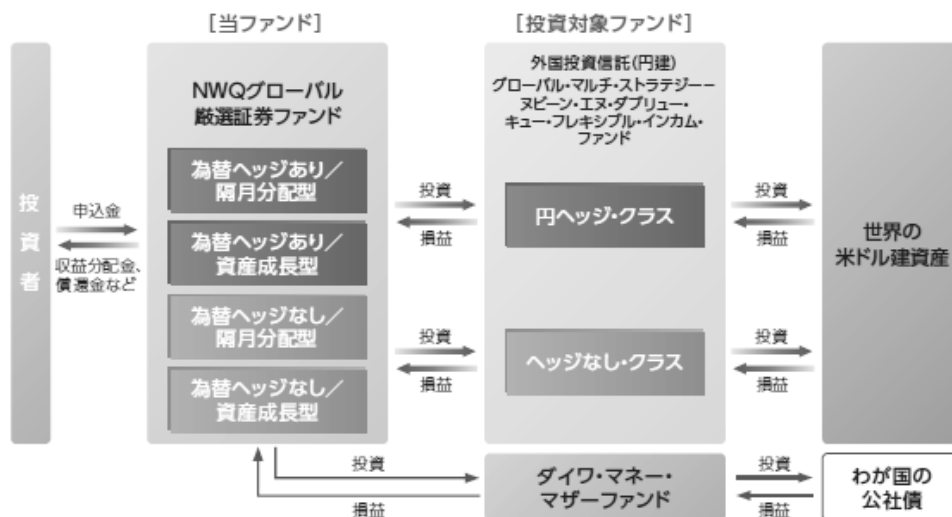 [当ファンド]
[投資対象ファンド]
投
資
者
申込金
収益分配金、
償還金など
NWQグローバル
厳選証券ファンド
為替ヘッジあり／
隔月分配型
為替ヘッジあり／
資産成長型
為替ヘッジなし／
隔月分配型
為替ヘッジなし／
資産成長型
投資
損益
投資
損益
外国投資信託(円建)
グローバル・マルチ・ストラテジー－
ヌビーン・エヌ・ダブリュー・
キュー・フレキシブル・インカム・
ファンド
円ヘッジ・クラス
ヘッジなし・クラス
投資
損益
投資
損益
世界の
米ドル建資産
投資
損益
ダイワ・マネー・
マザーファンド
投資
損益
わが国の
公社債